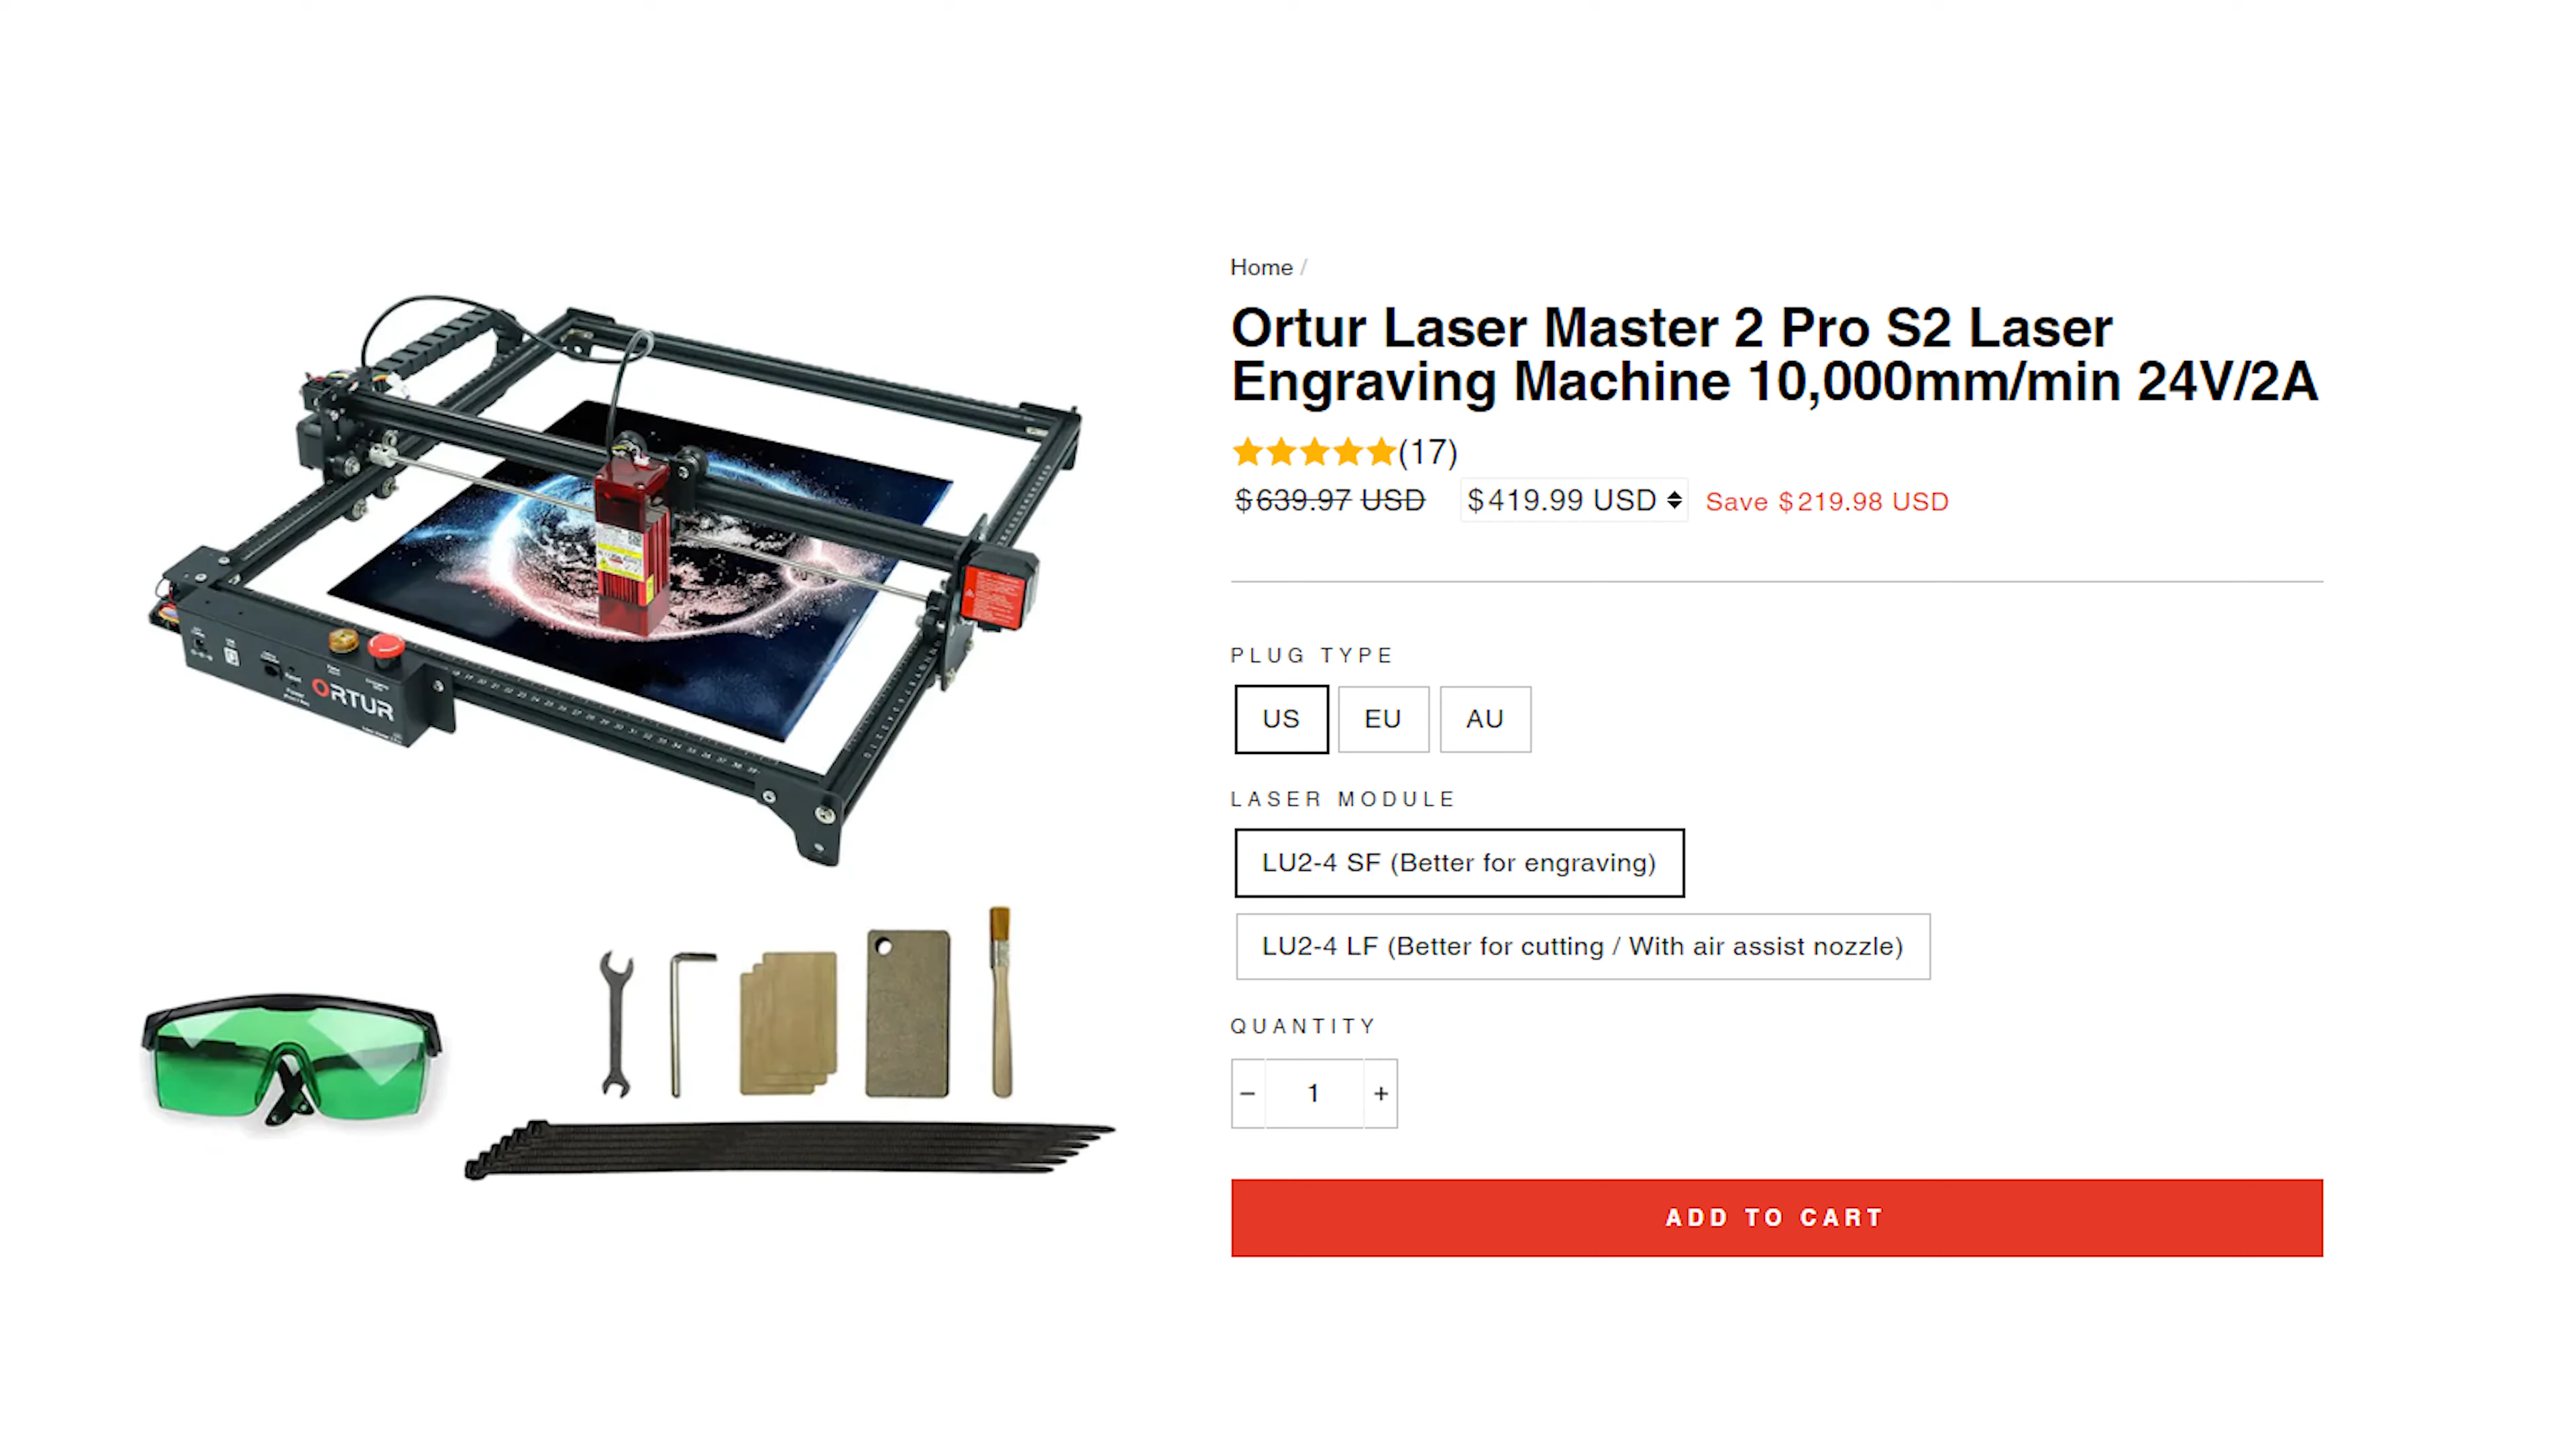 Home /
Ortur Laser Master 2 Pro S2 Laser
Engraving Machine 10,000mm/min 24V/2A
(17)
$639.97 USD $419.99 USD Save $219.98 USD
PLUG TYPE
US EU AU
LASER MODULE
LU2-4 SF (Better for engraving)
LU2-4 LF (Better for cutting / With air assist nozzle)
QUANTITY
− 1 +
ADD TO CART
ORTUR